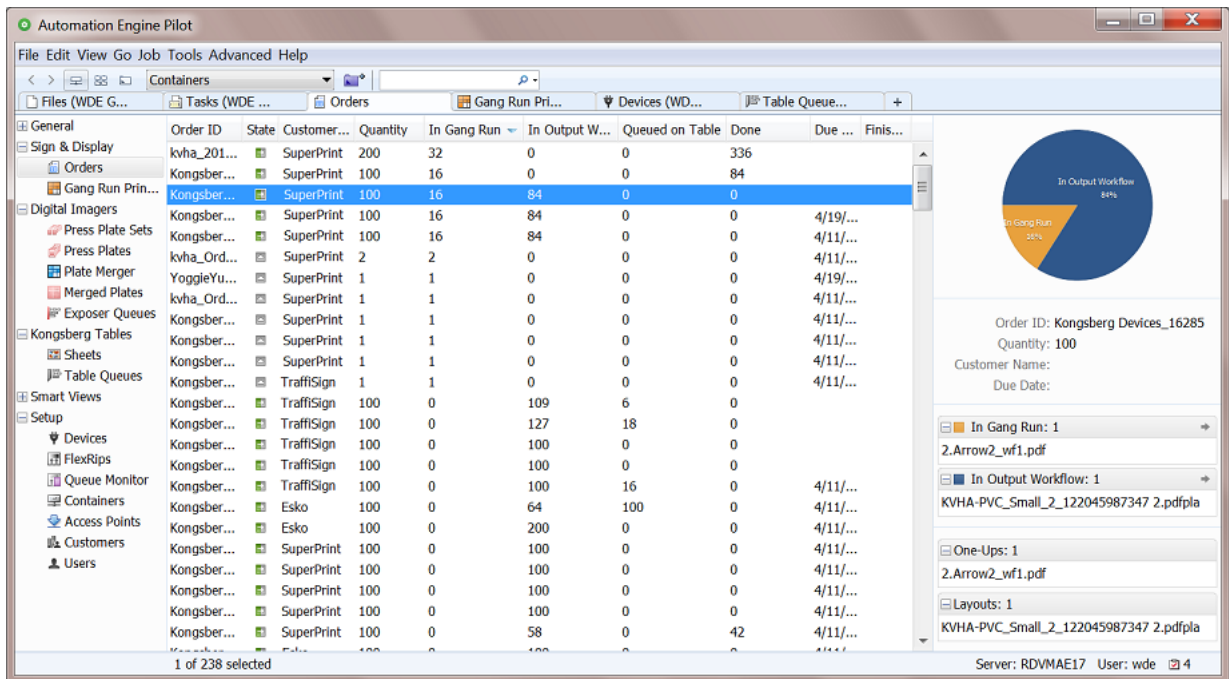 Automation Engine Pilot
File Edit View Go Job Tools Advanced Help
Containers
Files (WDE G... Tasks (WDE ... Orders Gang Run Pri... Devices (WD... Table Queue... +
General
Sign & Display
Orders
Gang Run Prin...
Digital Imagers
Press Plate Sets
Press Plates
Plate Merger
Merged Plates
Exposer Queues
Kongsberg Tables
Sheets
Table Queues
Smart Views
Setup
Devices
FlexRips
Queue Monitor
Containers
Access Points
Customers
Users
Order ID State Customer... Quantity In Gang Run In Output W... Queued on Table Done Due ... Finis...
kvha_201... SuperPrint 200 32 0 0 336
Kongsber... SuperPrint 100 16 0 0 84
Kongsber... SuperPrint 100 16 84 0 0
Kongsber... SuperPrint 100 16 84 0 0 4/19/...
Kongsber... SuperPrint 100 16 84 0 0 4/11/...
kvha_Ord... SuperPrint 2 2 0 0 0 4/11/...
YoggieYu... SuperPrint 1 1 0 0 0 4/19/...
kvha_Ord... SuperPrint 1 1 0 0 0 4/11/...
Kongsber... SuperPrint 1 1 0 0 0 4/11/...
Kongsber... SuperPrint 1 1 0 0 0 4/11/...
Kongsber... SuperPrint 1 1 0 0 0 4/11/...
Kongsber... TraffiSign 1 1 0 0 0 4/11/...
Kongsber... TraffiSign 100 0 109 6 0
Kongsber... TraffiSign 100 0 127 18 0
Kongsber... TraffiSign 100 0 100 0 0
Kongsber... TraffiSign 100 0 100 0 0
Kongsber... TraffiSign 100 0 100 16 0 4/11/...
Kongsber... Esko 100 0 64 100 0 4/11/...
Kongsber... Esko 100 0 200 0 0 4/11/...
Kongsber... SuperPrint 100 0 100 0 0 4/11/...
Kongsber... SuperPrint 100 0 100 0 0 4/11/...
Kongsber... SuperPrint 100 0 100 0 0 4/11/...
Kongsber... SuperPrint 100 0 100 0 0 4/11/...
Kongsber... SuperPrint 100 0 58 0 42 4/11/...
In Output Workflow
84%
In Gang Run
16%
Order ID: Kongsberg Devices_16285
Quantity: 100
Customer Name:
Due Date:
In Gang Run: 1
2.Arrow2_wf1.pdf
In Output Workflow: 1
KVHA-PVC_Small_2_122045987347 2.pdfpla
One-Ups: 1
2.Arrow2_wf1.pdf
Layouts: 1
KVHA-PVC_Small_2_122045987347 2.pdfpla
1 of 238 selected
Server: RDVMAE17 User: wde 4